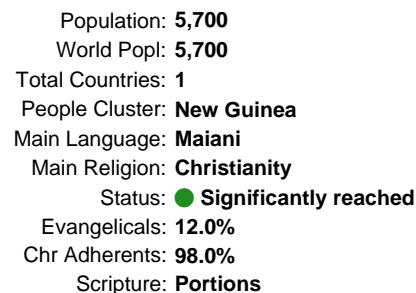 Population: 5,700
World Popl: 5,700
Total Countries: 1
People Cluster: New Guinea
Main Language: Maiani
Main Religion: Christianity
Status: Significantly reached
Evangelicals: 12.0%
Chr Adherents: 98.0%
Scripture: Portions